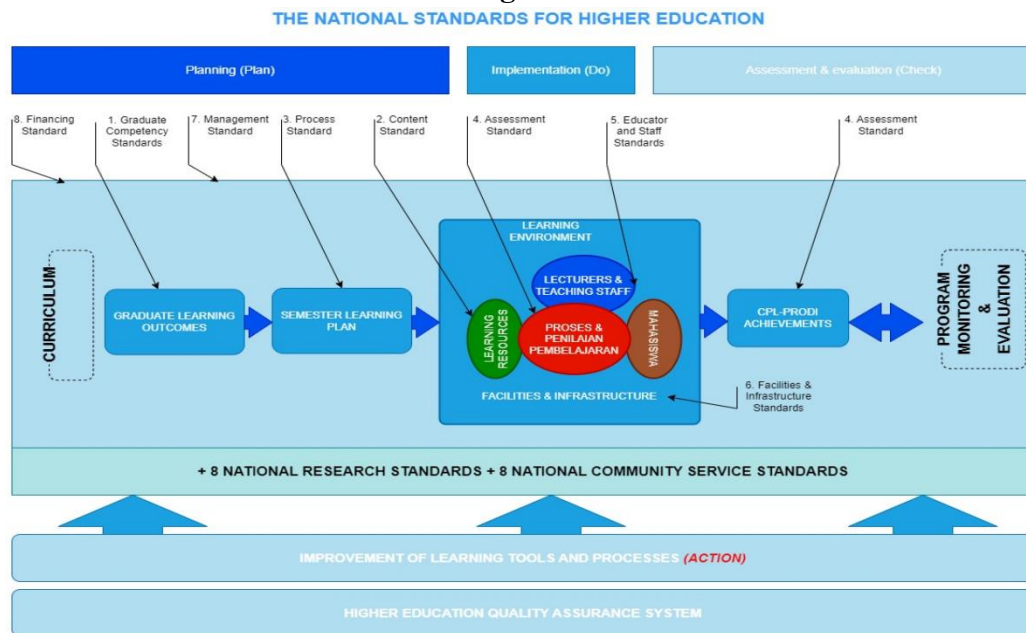 THE NATIONAL STANDARDS FOR HIGHER EDUCATION
Planning (Plan)
Implementation (Do)
Assessment & evaluation (Check)
8. Financing
Standard
1. Graduate
Competency
Standards
7. Management
Standard
3. Process
Standard
2. Content
Standard
4. Assessment
Standard
5. Educator
and Staff
Standards
4. Assessment
Standard
CURRICULUM
GRADUATE LEARNING
OUTCOMES
SEMESTER LEARNING
PLAN
LEARNING
ENVIRONMENT
LECTURERS &
TEACHING STAFF
LEARNING
RESOURCES
PROSES &
PENILAIAN
PEMBELAJARAN
MAHASISWA
FACILITIES & INFRASTRUCTURE
CPL-PRODI
ACHIEVEMENTS
PROGRAM
MONITORING
&
EVALUATION
6. Facilities &
Infrastructure
Standards
+ 8 NATIONAL RESEARCH STANDARDS + 8 NATIONAL COMMUNITY SERVICE STANDARDS
IMPROVEMENT OF LEARNING TOOLS AND PROCESSES (ACTION)
HIGHER EDUCATION QUALITY ASSURANCE SYSTEM